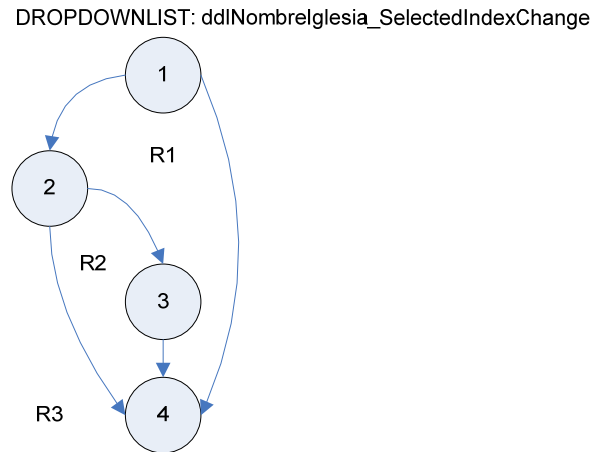 DROPDOWNLIST: ddlNombreIglesia_SelectedIndexChange
1
R1
2
R2
3
R3
4